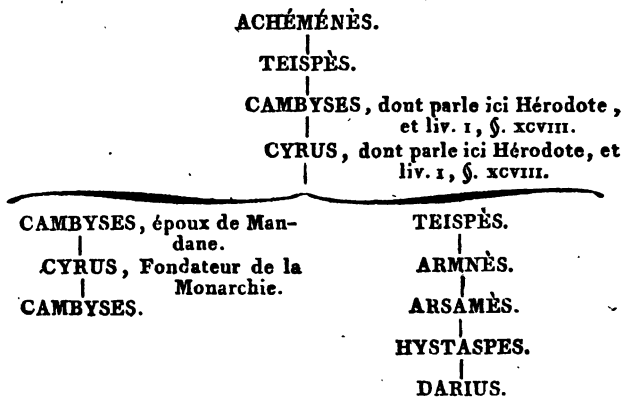 ACHÉMÉNÈS.
TEISPÈS.
CAMBYSES, dont parle ici Hérodote,
et liv. I, §. XCVIII.
CYRUS, dont parle ici Hérodote, et
liv. I, §. XCVIII.
CAMBYSES, époux de Man-
dane.
CYRUS, Fondateur de la
Monarchie.
CAMBYSES.
TEISPÈS.
ARMNÈS.
ARSAMÈS.
HYSTASPES.
DARIUS.